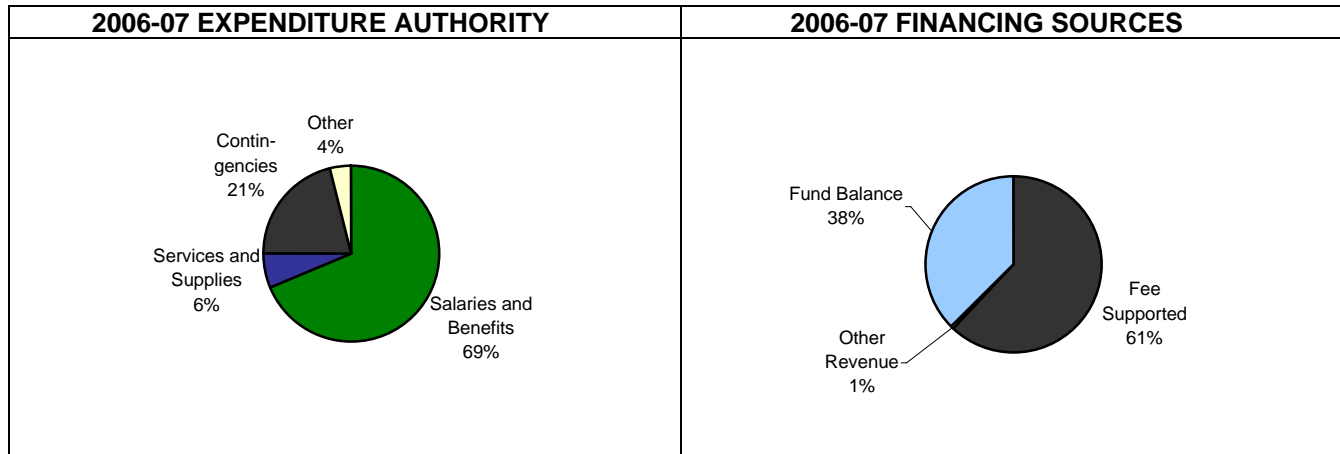 2006-07 EXPENDITURE AUTHORITY
2006-07 FINANCING SOURCES
Other
4%
Contin-
gencies
21%
Services and
Supplies
6%
Salaries and
Benefits
69%
Fund Balance
38%
Fee
Supported
61%
Other
Revenue
1%